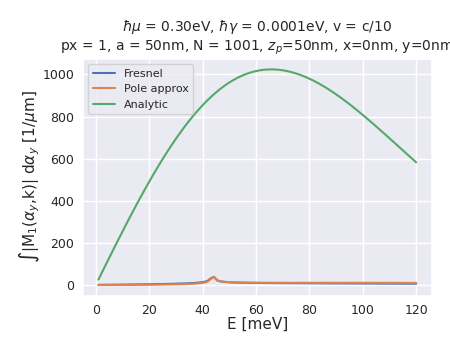 ℏμ = 0.30eV, ℏγ = 0.0001eV, v = c/10
px = 1, a = 50nm, N = 1001, z_p=50nm, x=0nm, y=0nm
Fresnel
Pole approx
Analytic
∫|M₁(α_y,k)| dα_y [1/μm]
1000
800
600
400
200
0
0 20 40 60 80 100 120
E [meV]